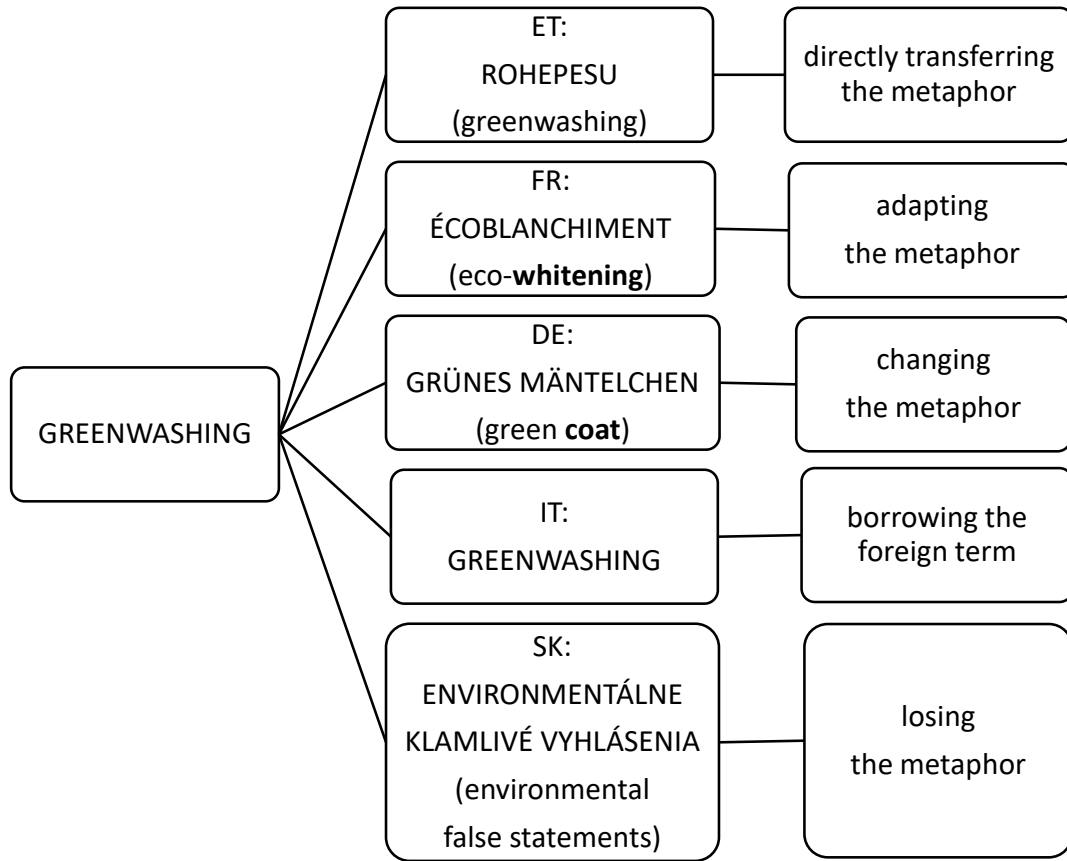 GREENWASHING
ET:
ROHEPESU
(greenwashing)
directly transferring
the metaphor
FR:
ÉCOBLANCHIMENT
(eco-whitening)
adapting
the metaphor
DE:
GRÜNES MÄNTELCHEN
(green coat)
changing
the metaphor
IT:
GREENWASHING
borrowing the
foreign term
SK:
ENVIRONMENTÁLNE
KLAMLIVÉ VYHLÁSENIA
(environmental
false statements)
losing
the metaphor